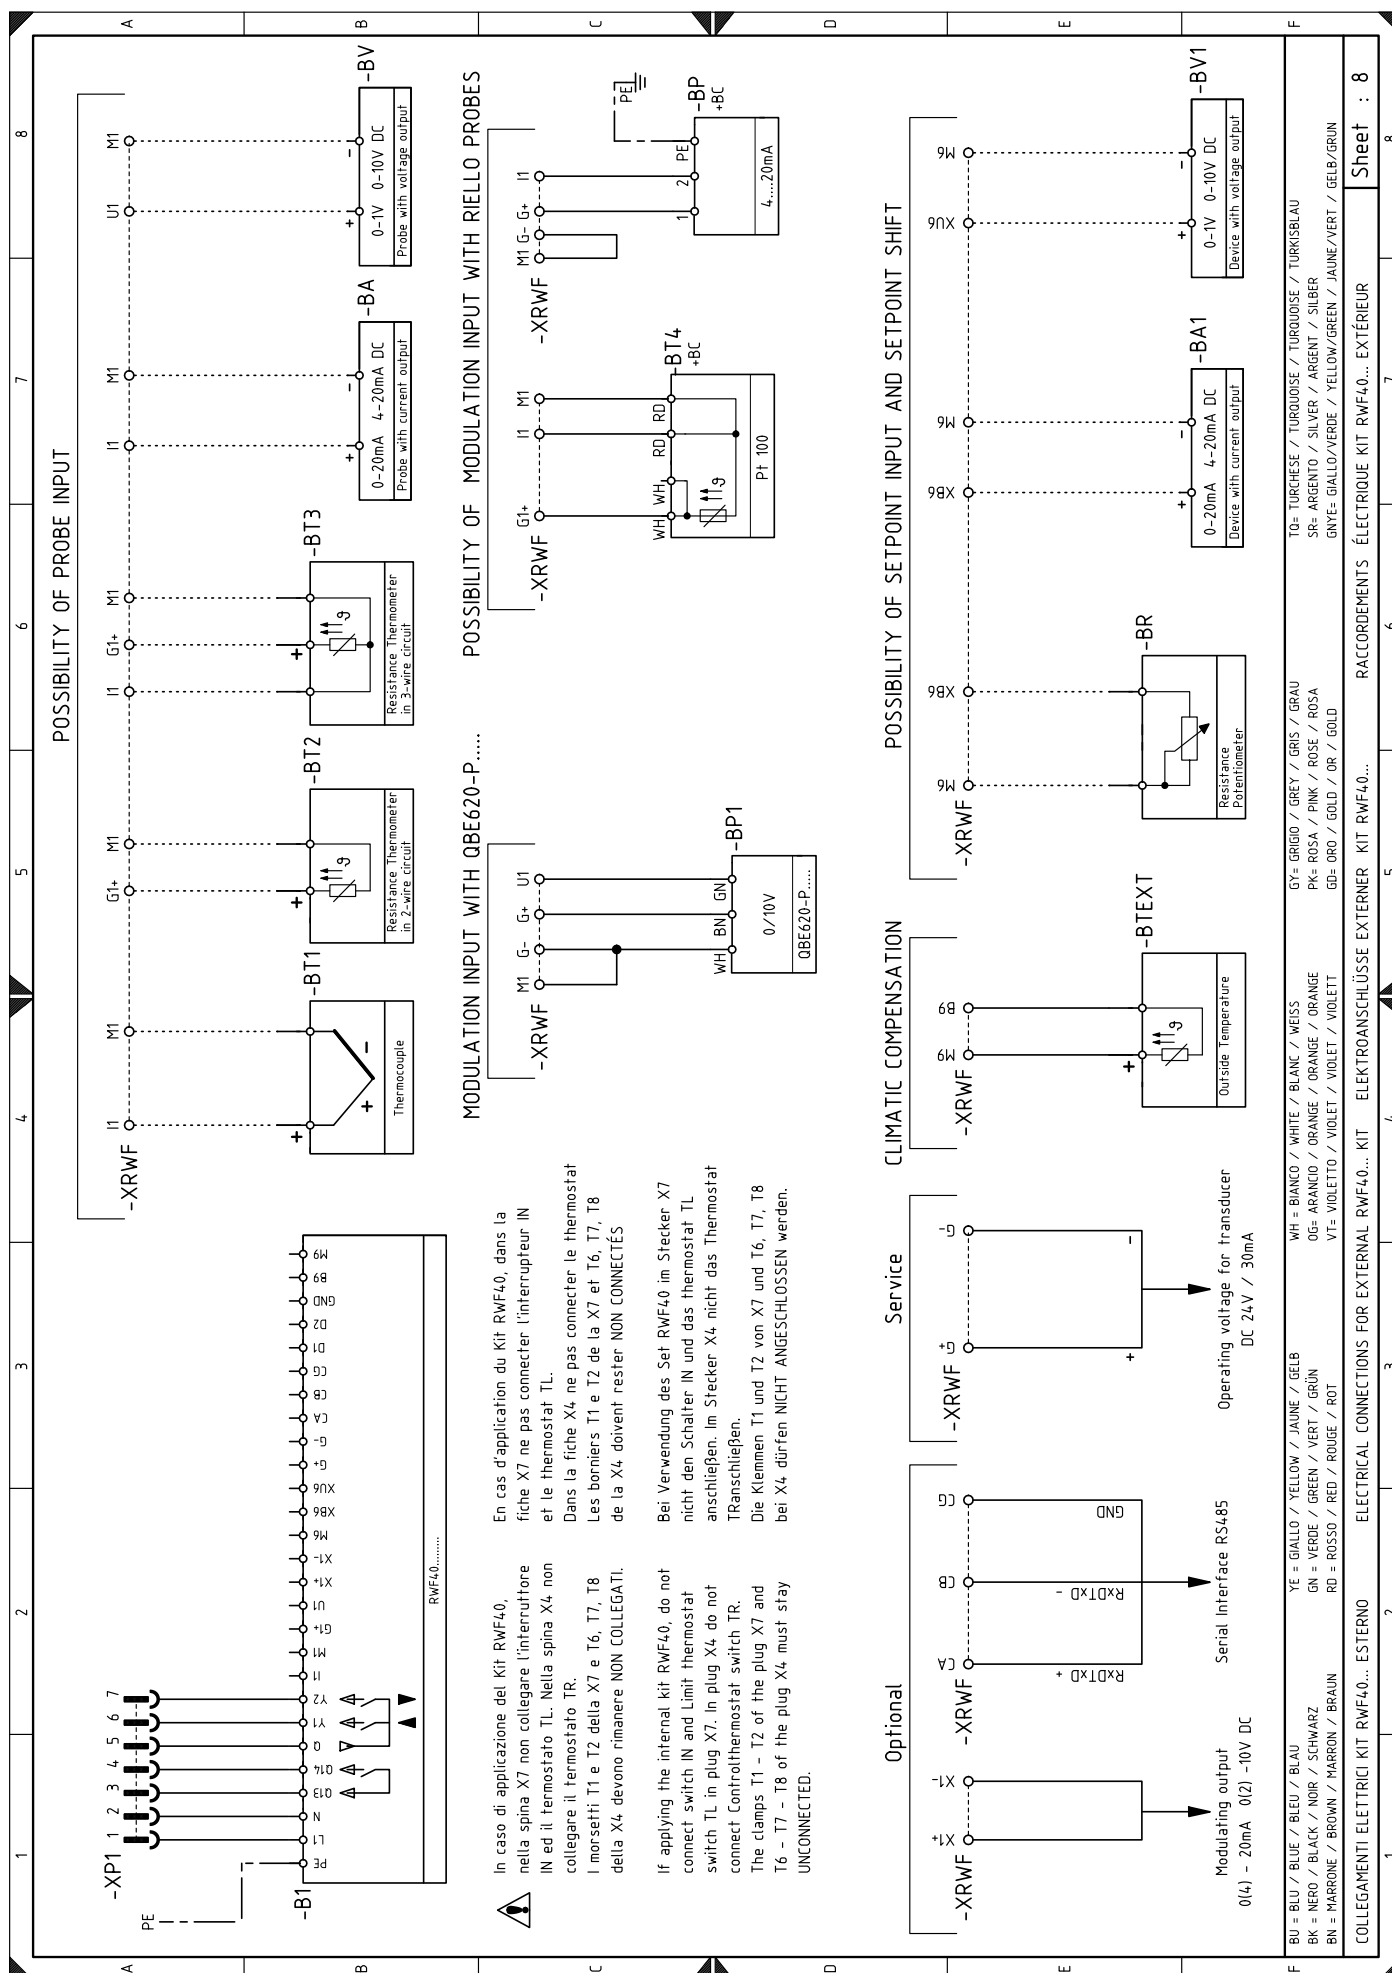 1 2 3 4 5 6 7 8
A
B
C
D
E
F
-XP1
1 2 3 4 5 6 7
PE
-B1
PE L1 N Q13 Q14 Q Y1 Y2 I1 M1 G1+ U1 X1+ X1- M6 XB6 XU6 G+ G- CA CB CG D1 D2 GND B9 M9
RWF40.........
POSSIBILITY OF PROBE INPUT
-XRWF
I1 M1 G1+ M1 I1 G1+ M1 I1 M1 U1 M1
-BT1
+ + -
Thermocouple
-BT2
+
ϑ
Resistance Thermometer
in 2-wire circuit
-BT3
+
ϑ
Resistance Thermometer
in 3-wire circuit
-BA
+ -
0-20mA 4-20mA DC
Probe with current output
-BV
+ -
0-1V 0-10V DC
Probe with voltage output
In caso di applicazione del Kit RWF40,
nella spina X7 non collegare l'interruttore
IN ed il termostato TL. Nella spina X4 non
collegare il termostato TR.
I morsetti T1 e T2 della X7 e T6, T7, T8
della X4 devono rimanere NON COLLEGATI.
If applying the internal kit RWF40, do not
connect switch IN and Limit thermostat
switch TL in plug X7. In plug X4 do not
connect Controlthermostat switch TR.
The clamps T1 - T2 of the plug X7 and
T6 - T7 - T8 of the plug X4 must stay
UNCONNECTED.
En cas d'application du Kit RWF40, dans la
fiche X7 ne pas connecter l'interrupteur IN
et le thermostat TL.
Dans la fiche X4 ne pas connecter le thermostat
Les borniers T1 e T2 de la X7 et T6, T7, T8
de la X4 doivent rester NON CONNECTÉS
Bei Verwendung des Set RWF40 im Stecker X7
nicht den Schalter IN und das thermostat TL
anschließen. Im Stecker X4 nicht das Thermostat
TRanschließen.
Die Klemmen T1 und T2 von X7 und T6, T7, T8
bei X4 dürfen NICHT ANGESCHLOSSEN werden.
MODULATION INPUT WITH QBE620-P.....
-XRWF
M1 G- G+ U1
WH BN GN
-BP1
0/10V
QBE620-P.....
POSSIBILITY OF MODULATION INPUT WITH RIELLO PROBES
-XRWF
G1+ I1 M1
WH WH RD RD
-BT4
+BC
ϑ
Pt 100
-XRWF
M1 G- G+ I1
PE
1 2 PE
-BP
+BC
4....20mA
Optional
-XRWF
X1+ X1-
Modulating output
0(4) - 20mA 0(2) -10V DC
-XRWF
CA CB CG
RxDTxD +
RxDTxD -
GND
Serial Interface RS485
Service
-XRWF
G+ G-
+ -
Operating voltage for transducer
DC 24V / 30mA
CLIMATIC COMPENSATION
-XRWF
M9 B9
+
-BTEXT
ϑ
Outside Temperature
POSSIBILITY OF SETPOINT INPUT AND SETPOINT SHIFT
-XRWF
M6 XB6 XB6 M6 XU6 M6
-BR
Resistance
Potentiometer
-BA1
+ -
0-20mA 4-20mA DC
Device with current output
-BV1
+ -
0-1V 0-10V DC
Device with voltage output
BU = BLU / BLUE / BLEU / BLAU
BK = NERO / BLACK / NOIR / SCHWARZ
BN = MARRONE / BROWN / MARRON / BRAUN
YE = GIALLO / YELLOW / JAUNE / GELB
GN = VERDE / GREEN / VERT / GRÜN
RD = ROSSO / RED / ROUGE / ROT
WH = BIANCO / WHITE / BLANC / WEISS
OG= ARANCIO / ORANGE / ORANGE / ORANGE
VT= VIOLETTO / VIOLET / VIOLET / VIOLETT
GY= GRIGIO / GREY / GRIS / GRAU
PK= ROSA / PINK / ROSE / ROSA
GD= ORO / GOLD / OR / GOLD
TQ= TURCHESE / TURQUOISE / TURQUOISE / TURKISBLAU
SR= ARGENTO / SILVER / ARGENT / SILBER
GNYE= GIALLO/VERDE / YELLOW/GREEN / JAUNE/VERT / GELB/GRUN
COLLEGAMENTI ELETTRICI KIT RWF40... ESTERNO ELECTRICAL CONNECTIONS FOR EXTERNAL RWF40... KIT ELEKTROANSCHLÜSSE EXTERNER KIT RWF40... RACCORDEMENTS ÉLECTRIQUE KIT RWF40... EXTÉRIEUR
Sheet : 8
1 2 3 4 5 6 7 8
A
B
C
D
E
F